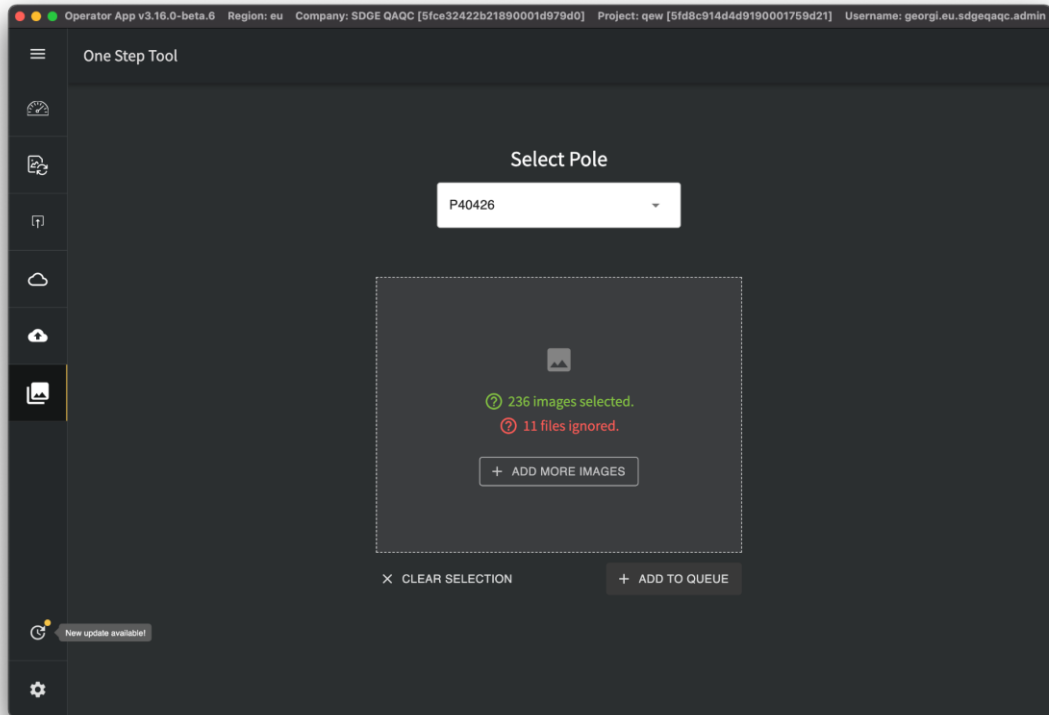 Operator App v3.16.0-beta.6 Region: eu Company: SDGE QAQC [5fce32422b21890001d979d0] Project: qew [5fd8c914d4d9190001759d21] Username: georgi.eu.sdgeqaqc.admin
One Step Tool
Select Pole
P40426
236 images selected.
11 files ignored.
+ ADD MORE IMAGES
× CLEAR SELECTION
+ ADD TO QUEUE
New update available!